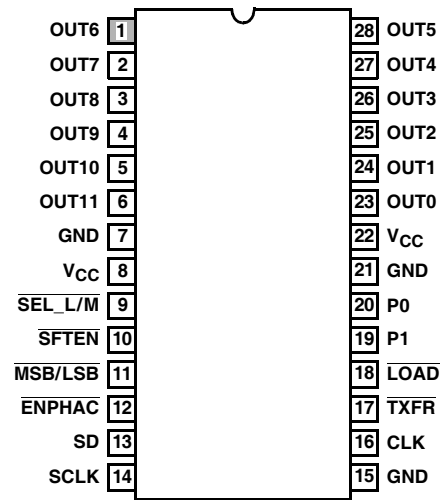 OUT6 1 28 OUT5
OUT7 2 27 OUT4
OUT8 3 26 OUT3
OUT9 4 25 OUT2
OUT10 5 24 OUT1
OUT11 6 23 OUT0
GND 7 22 VCC
VCC 8 21 GND
SEL_L/M 9 20 P0
SFTEN 10 19 P1
MSB/LSB 11 18 LOAD
ENPHAC 12 17 TXFR
SD 13 16 CLK
SCLK 14 15 GND